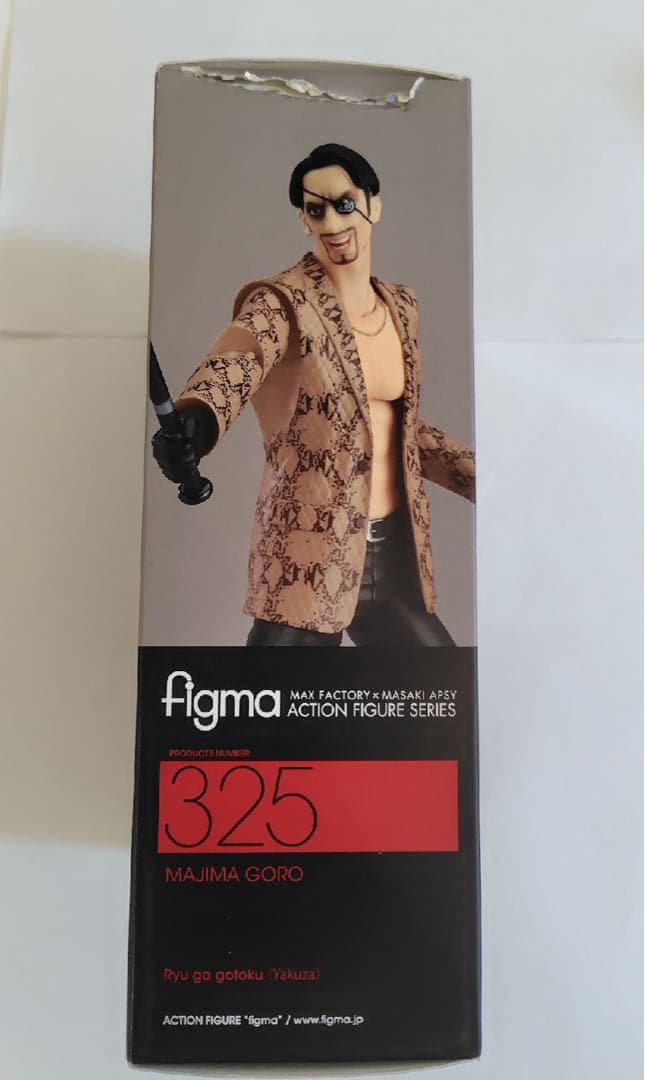 figma MAX FACTORY × MASAKI APSY
ACTION FIGURE SERIES
PRODUCTS NUMBER
325
MAJIMA GORO
Ryu ga gotoku (Yakuza)
ACTION FIGURE "figma" / www.figma.jp